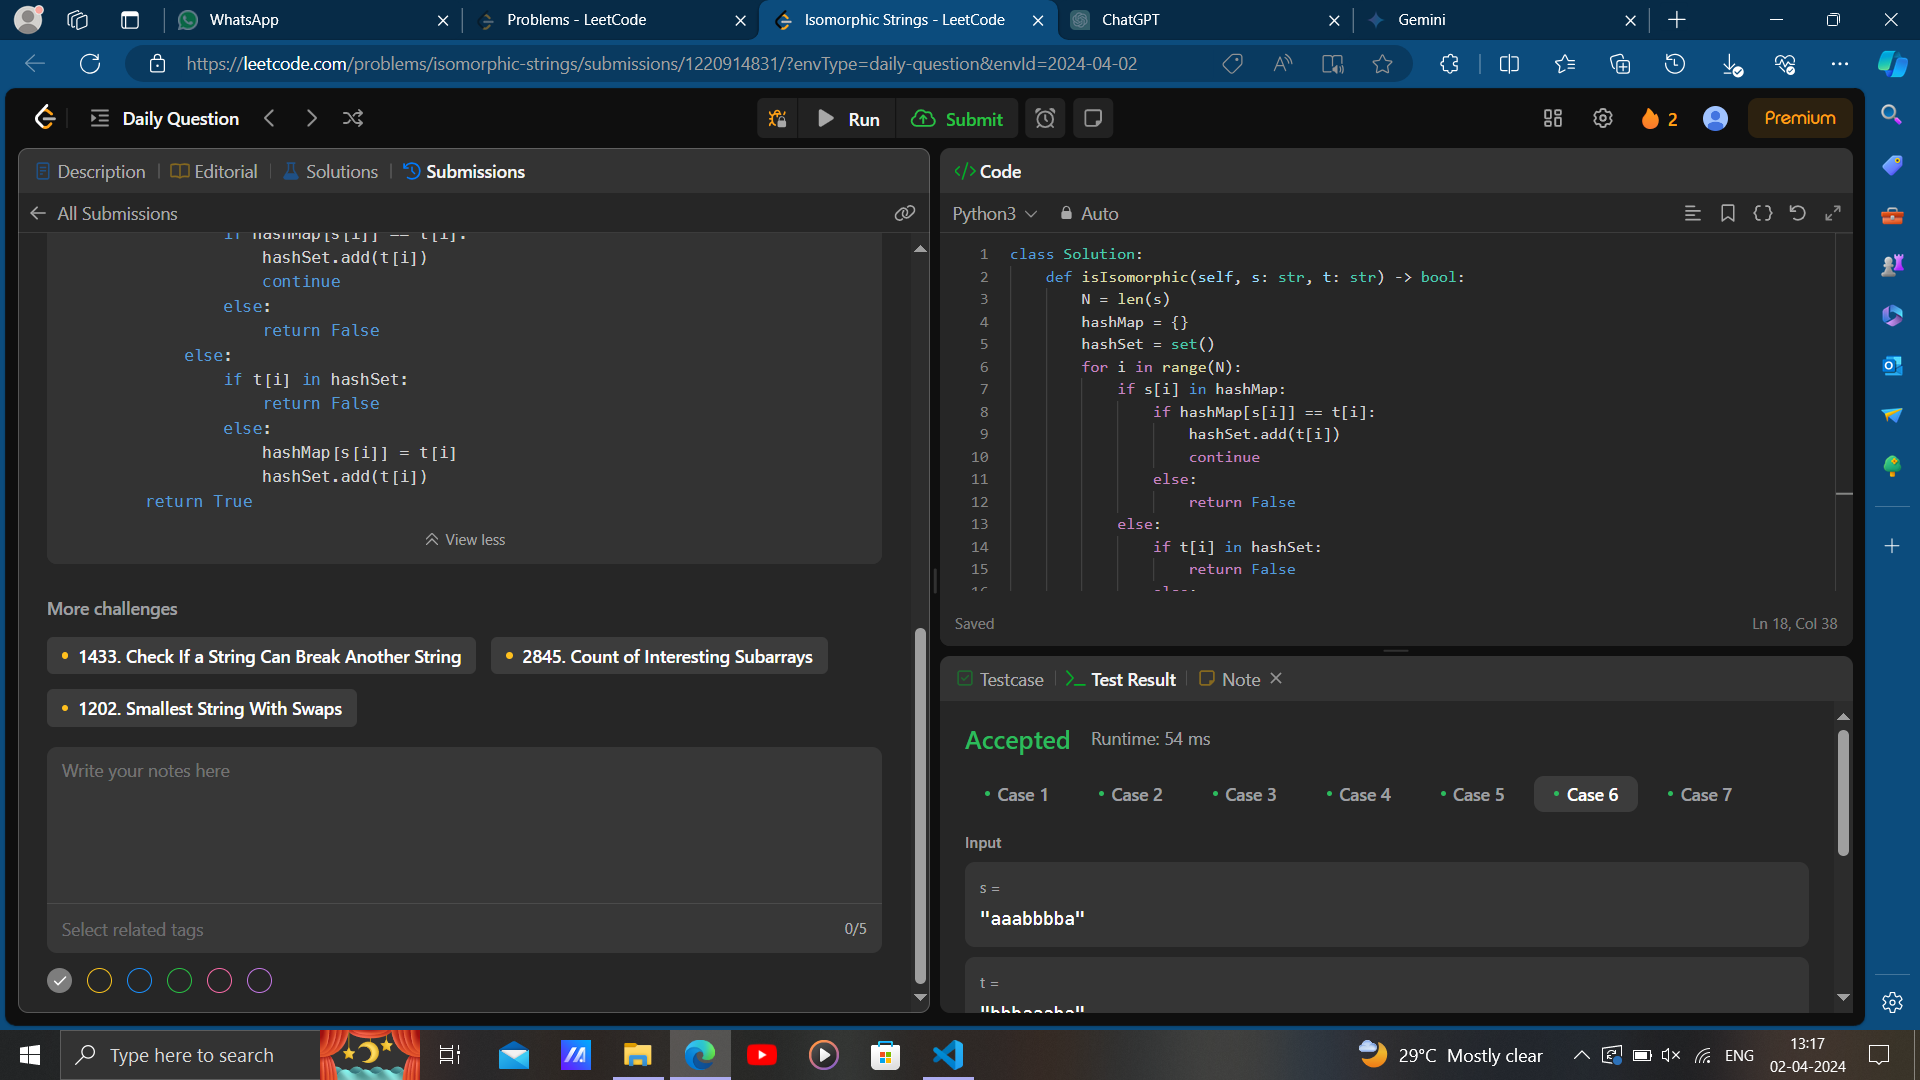 WhatsApp
Problems - LeetCode
Isomorphic Strings - LeetCode
ChatGPT
Gemini
https://leetcode.com/problems/isomorphic-strings/submissions/1220914831/?envType=daily-question&envId=2024-04-02
Daily Question
Run
Submit
2
Premium
Description
Editorial
Solutions
Submissions
All Submissions
if hashMap[s[i]] == t[i]:
hashSet.add(t[i])
continue
else:
return False
else:
if t[i] in hashSet:
return False
else:
hashMap[s[i]] = t[i]
hashSet.add(t[i])
return True
View less
More challenges
1433. Check If a String Can Break Another String
2845. Count of Interesting Subarrays
1202. Smallest String With Swaps
Write your notes here
Select related tags
0/5
</> Code
Python3
Auto
1 class Solution:
2 def isIsomorphic(self, s: str, t: str) -> bool:
3 N = len(s)
4 hashMap = {}
5 hashSet = set()
6 for i in range(N):
7 if s[i] in hashMap:
8 if hashMap[s[i]] == t[i]:
9 hashSet.add(t[i])
10 continue
11 else:
12 return False
13 else:
14 if t[i] in hashSet:
15 return False
16 else:
Saved
Ln 18, Col 38
Testcase
Test Result
Note
Accepted
Runtime: 54 ms
Case 1
Case 2
Case 3
Case 4
Case 5
Case 6
Case 7
Input
s =
"aaabbbba"
t =
Type here to search
29°C Mostly clear
ENG
13:17
02-04-2024